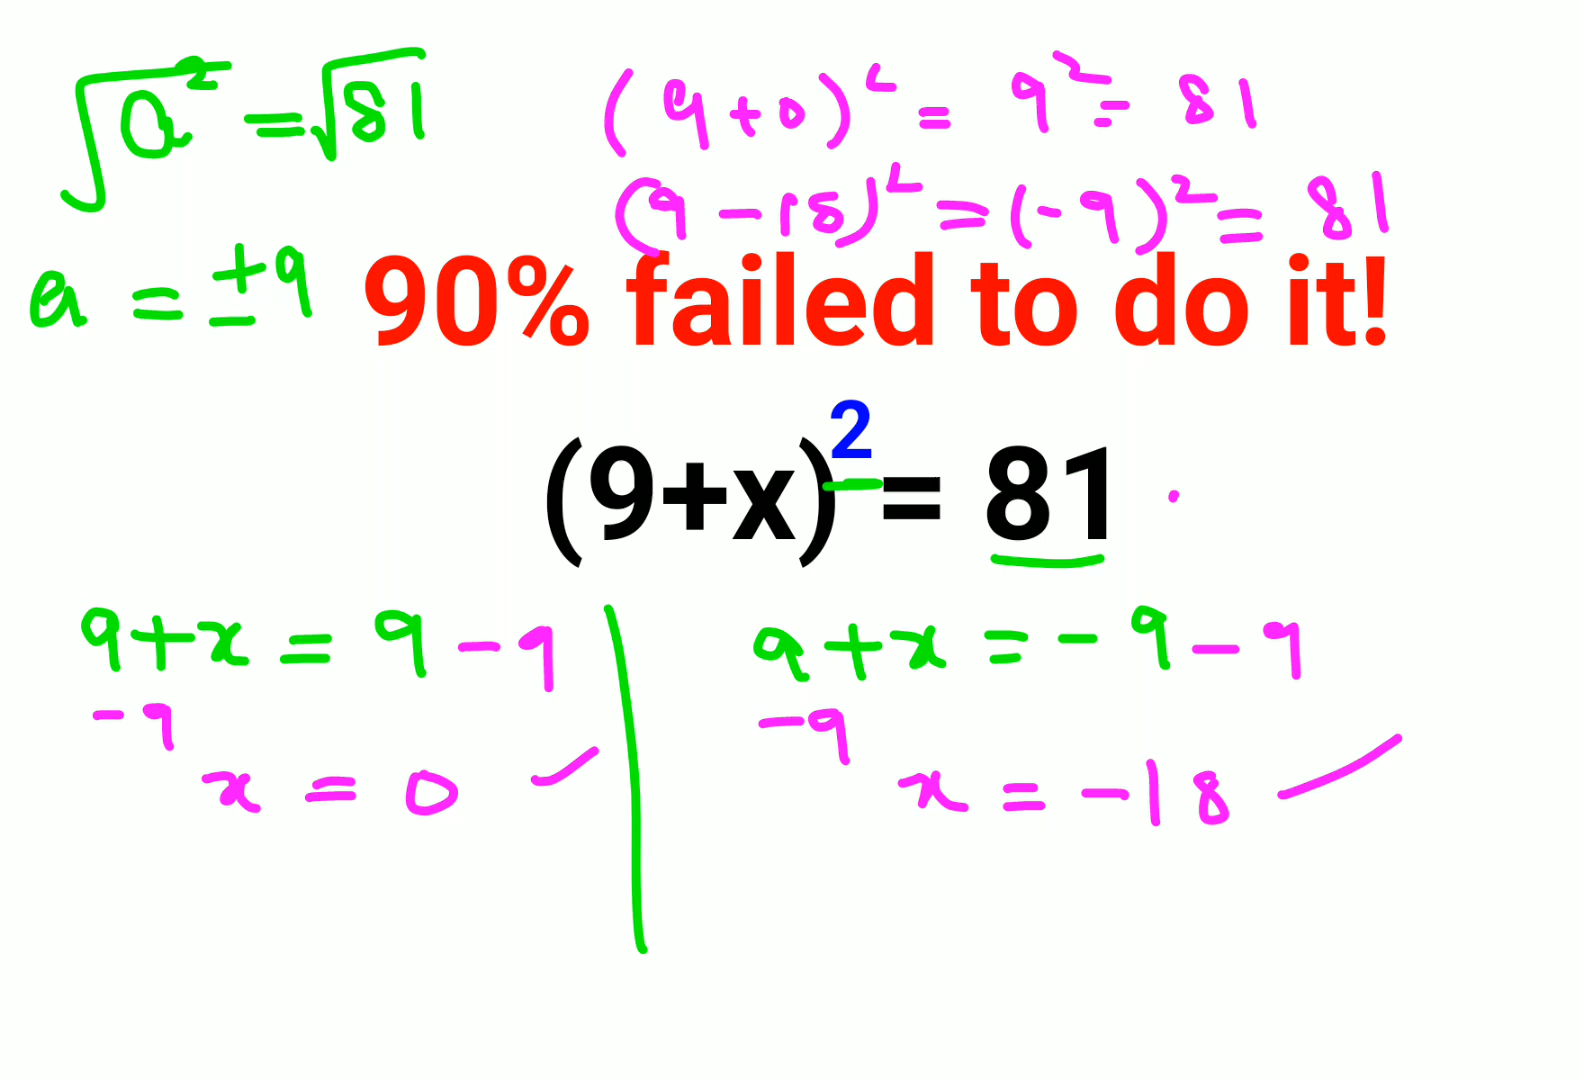 √a² = √81
(9+0)² = 9² = 81
(9-18)² = (-9)² = 81
a = ±9
90% failed to do it!
(9+x)² = 81
9+x = 9-9
-9
x = 0
9+x = -9-9
-9
x = -18